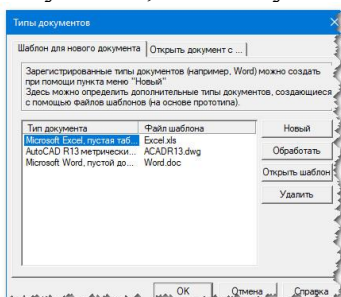 Типы документов
Шаблон для нового документа Открыть документ с ...
Зарегистрированные типы документов (например, Word) можно создать
при помощи пункта меню "Новый"
Здесь можно определить дополнительные типы документов, создающиеся
с помощью файлов шаблонов (на основе прототипа).
Тип документа Файл шаблона
Microsoft Excel, пустая таб... Excel.xls
AutoCAD R13 метрически... ACADR13.dwg
Microsoft Word, пустой до... Word.doc
Новый
Обработать
Открыть шаблон
Удалить
OK Отмена Справка